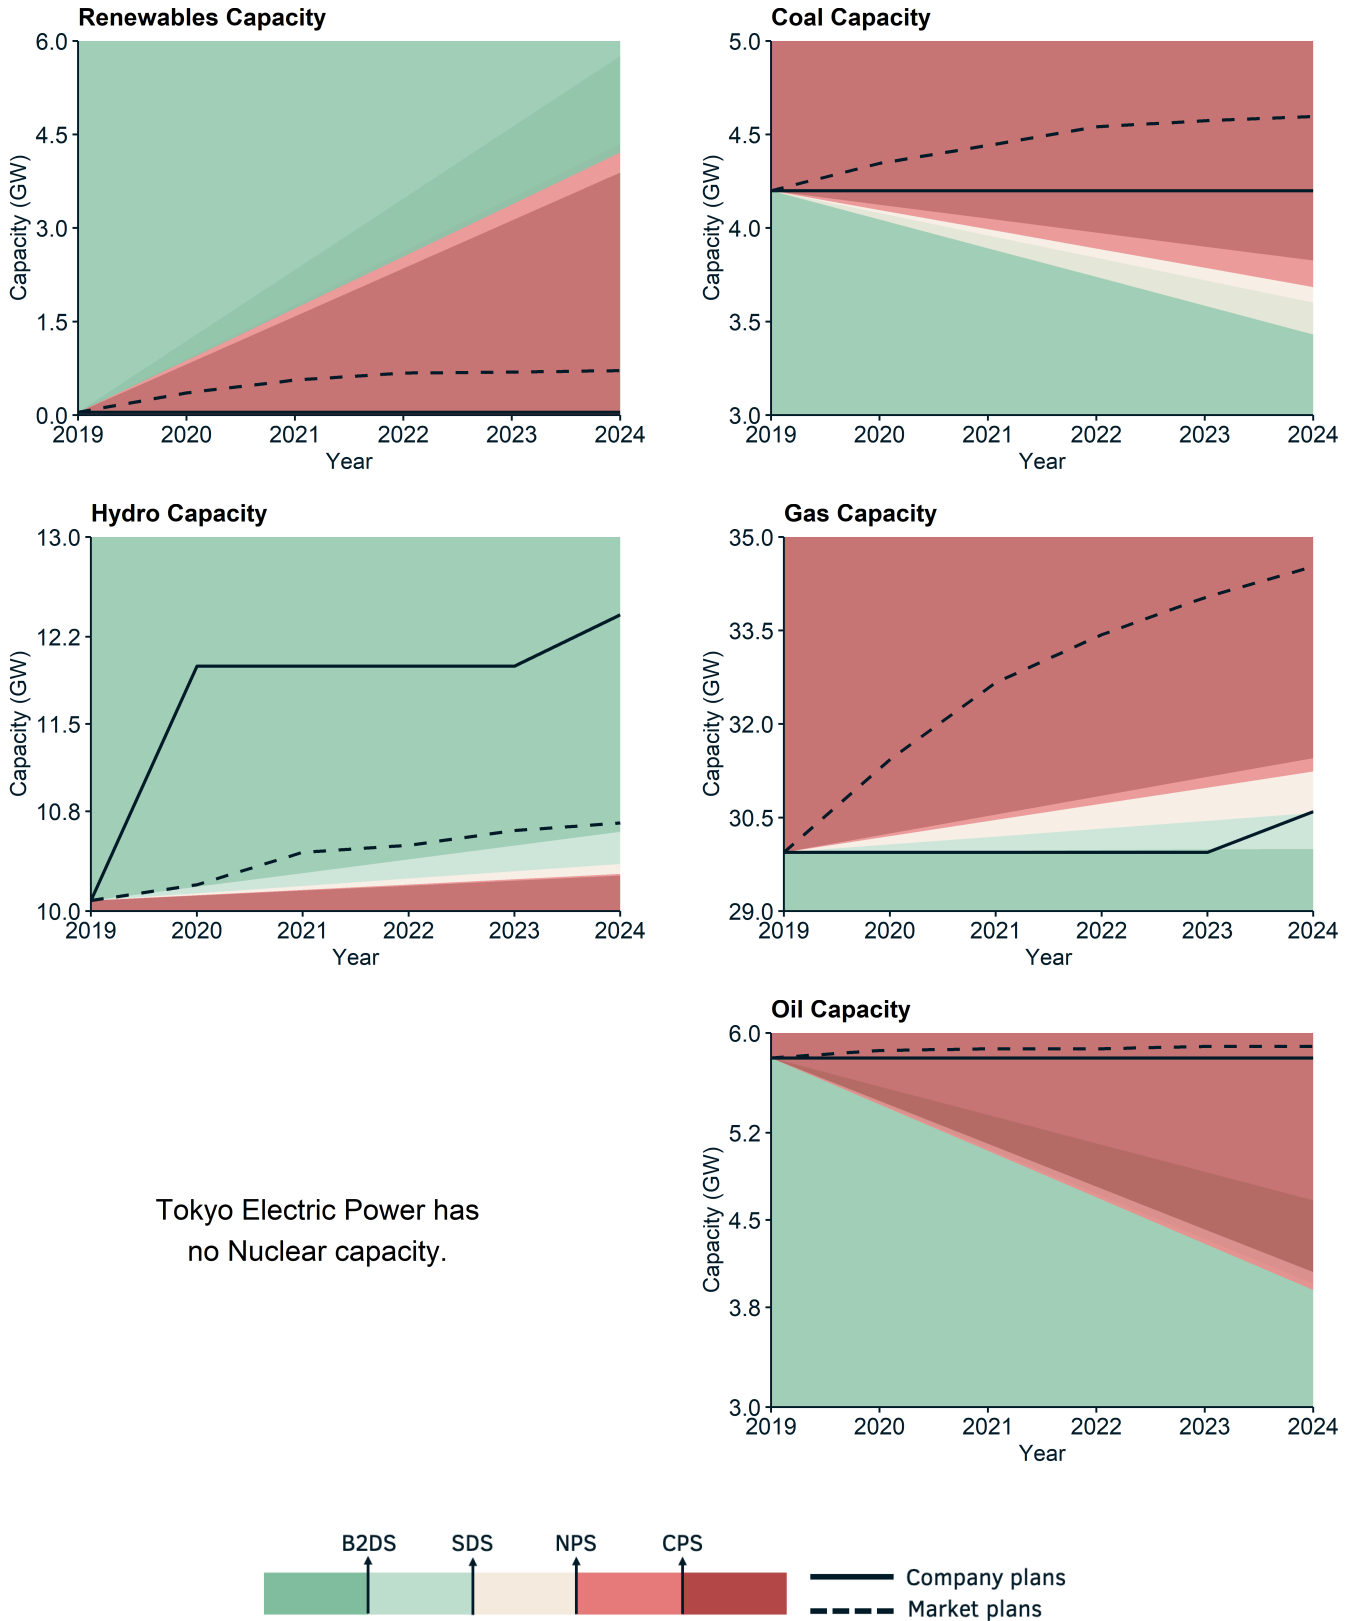 Renewables Capacity
6.0
4.5
3.0
1.5
0.0
Capacity (GW)
2019 2020 2021 2022 2023 2024
Year
Coal Capacity
5.0
4.5
4.0
3.5
3.0
Capacity (GW)
2019 2020 2021 2022 2023 2024
Year
Hydro Capacity
13.0
12.2
11.5
10.8
10.0
Capacity (GW)
2019 2020 2021 2022 2023 2024
Year
Gas Capacity
35.0
33.5
32.0
30.5
29.0
Capacity (GW)
2019 2020 2021 2022 2023 2024
Year
Tokyo Electric Power has
no Nuclear capacity.
Oil Capacity
6.0
5.2
4.5
3.8
3.0
Capacity (GW)
2019 2020 2021 2022 2023 2024
Year
B2DS SDS NPS CPS
Company plans
Market plans